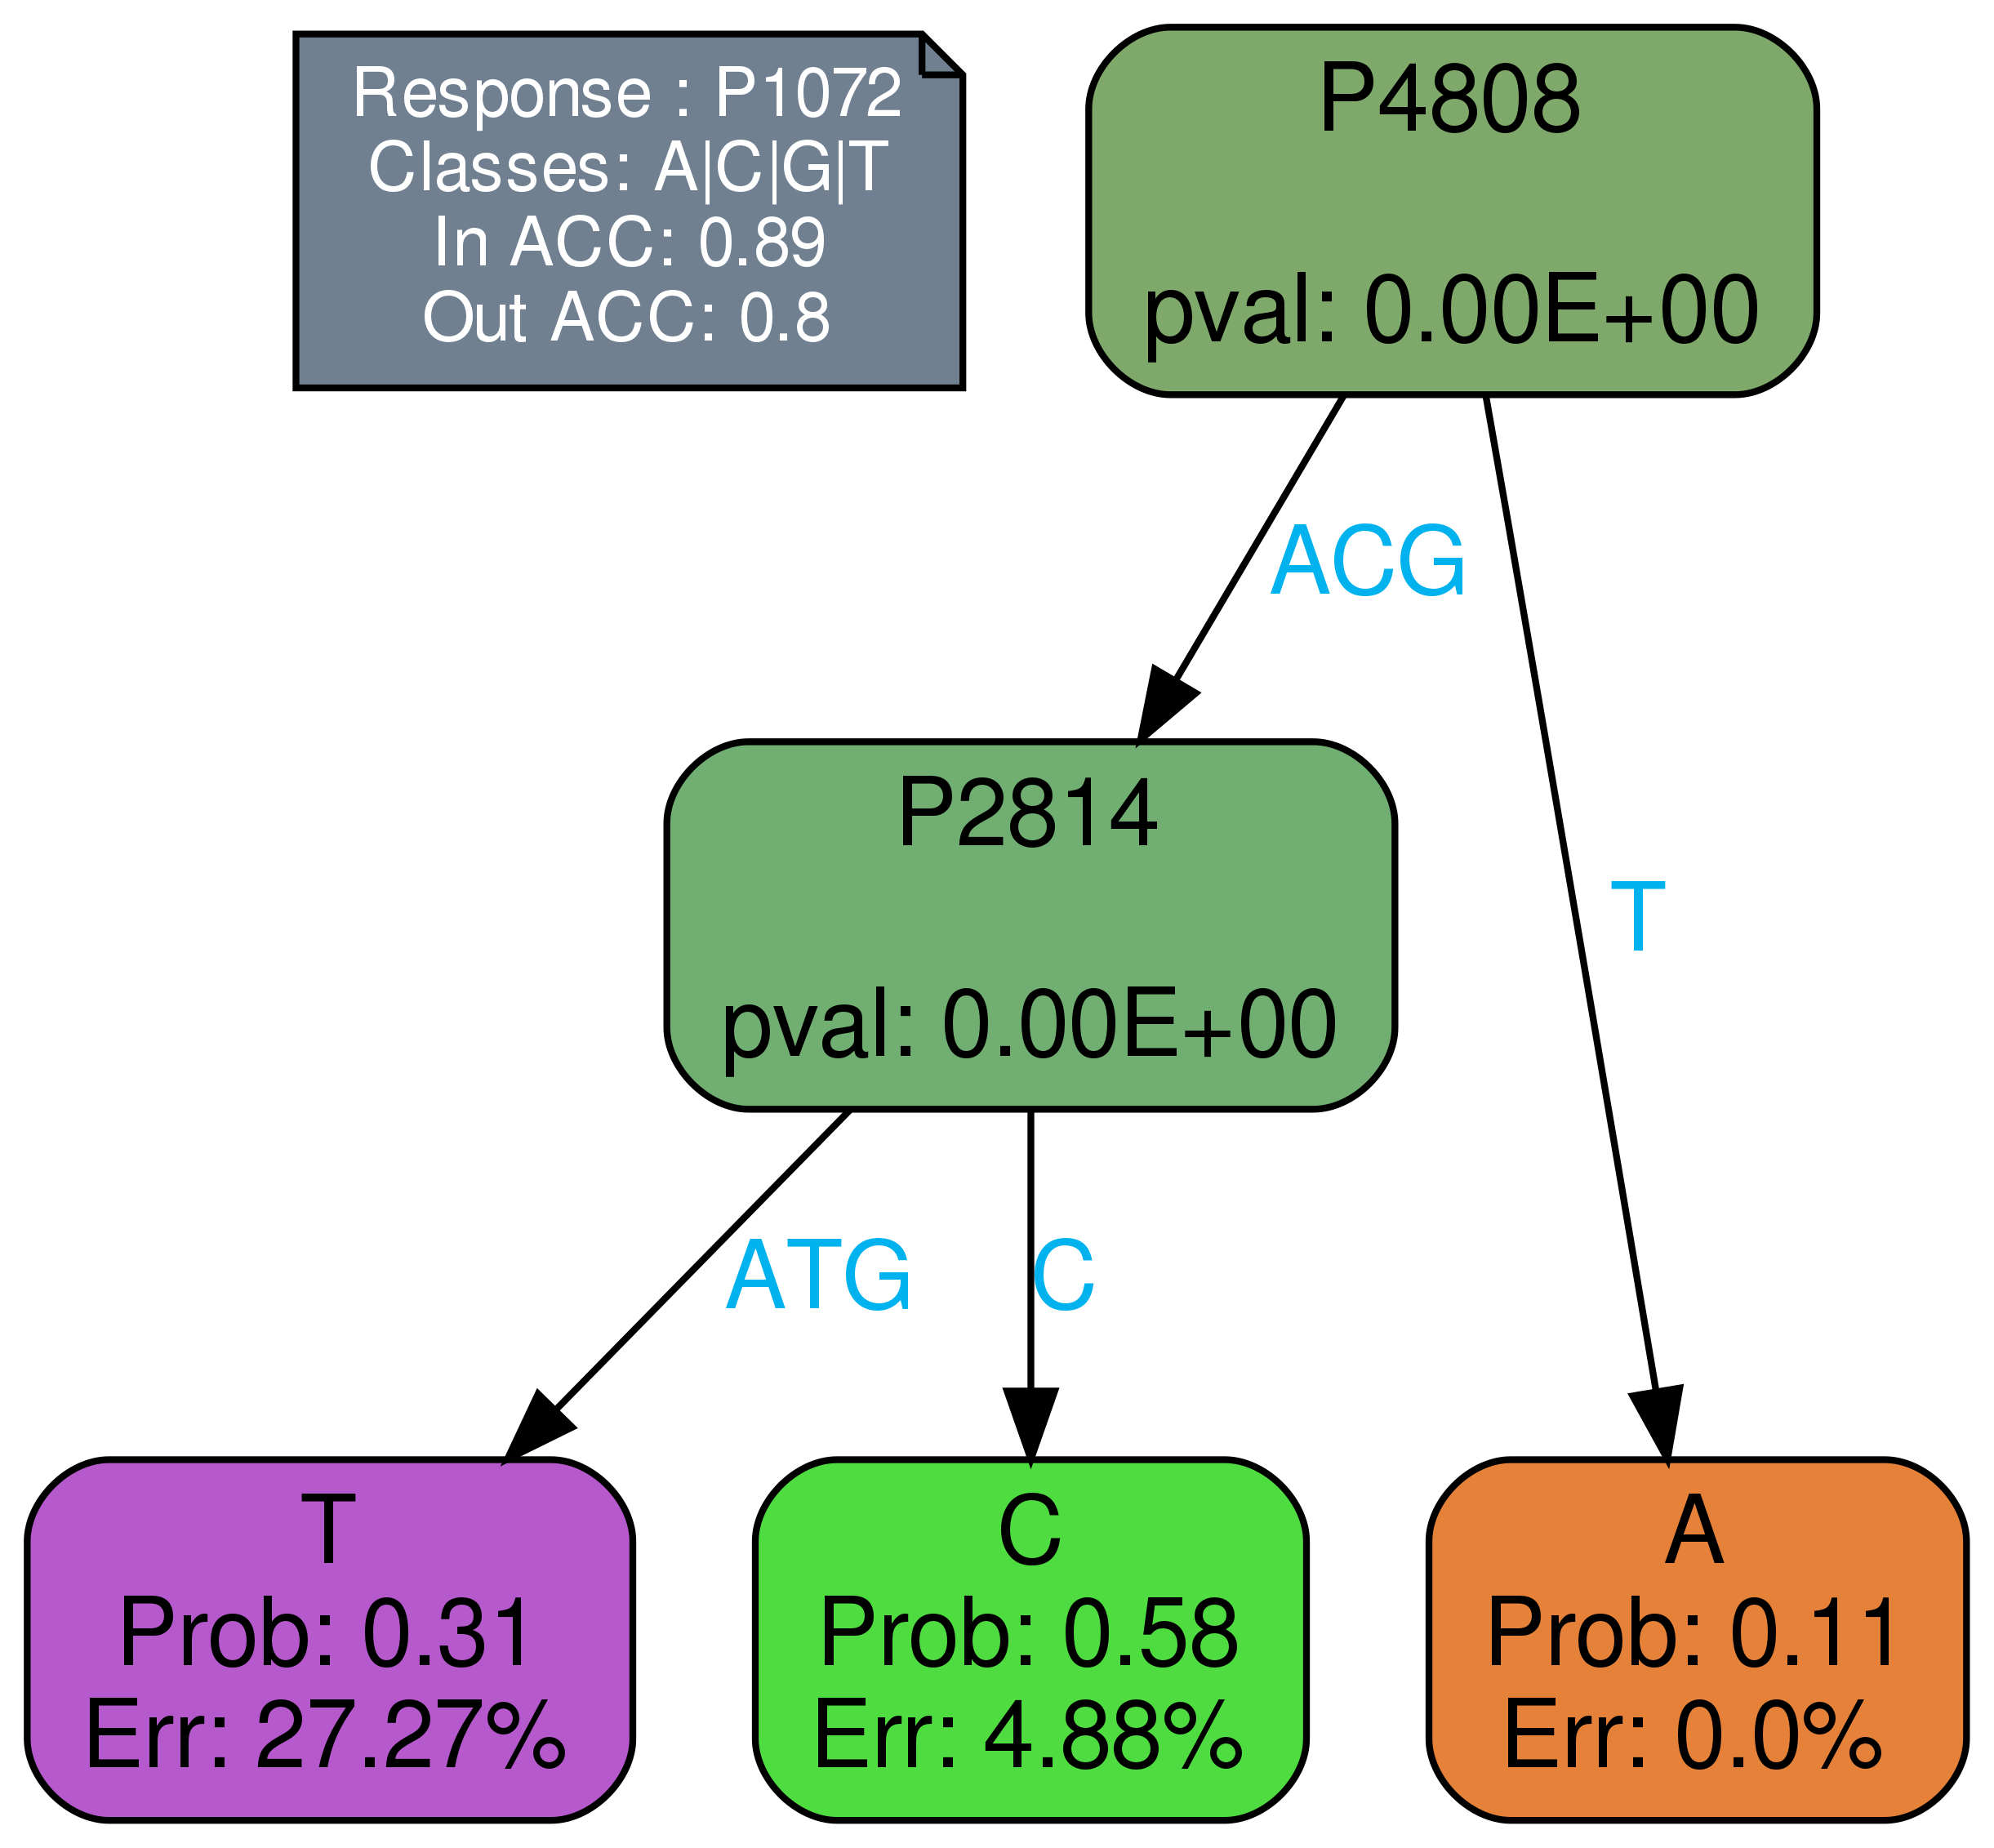 Response : P1072
Classes: A|C|G|T
In ACC: 0.89
Out ACC: 0.8
P4808
pval: 0.00E+00
ACG
T
P2814
pval: 0.00E+00
ATG
C
T
Prob: 0.31
Err: 27.27%
C
Prob: 0.58
Err: 4.88%
A
Prob: 0.11
Err: 0.0%